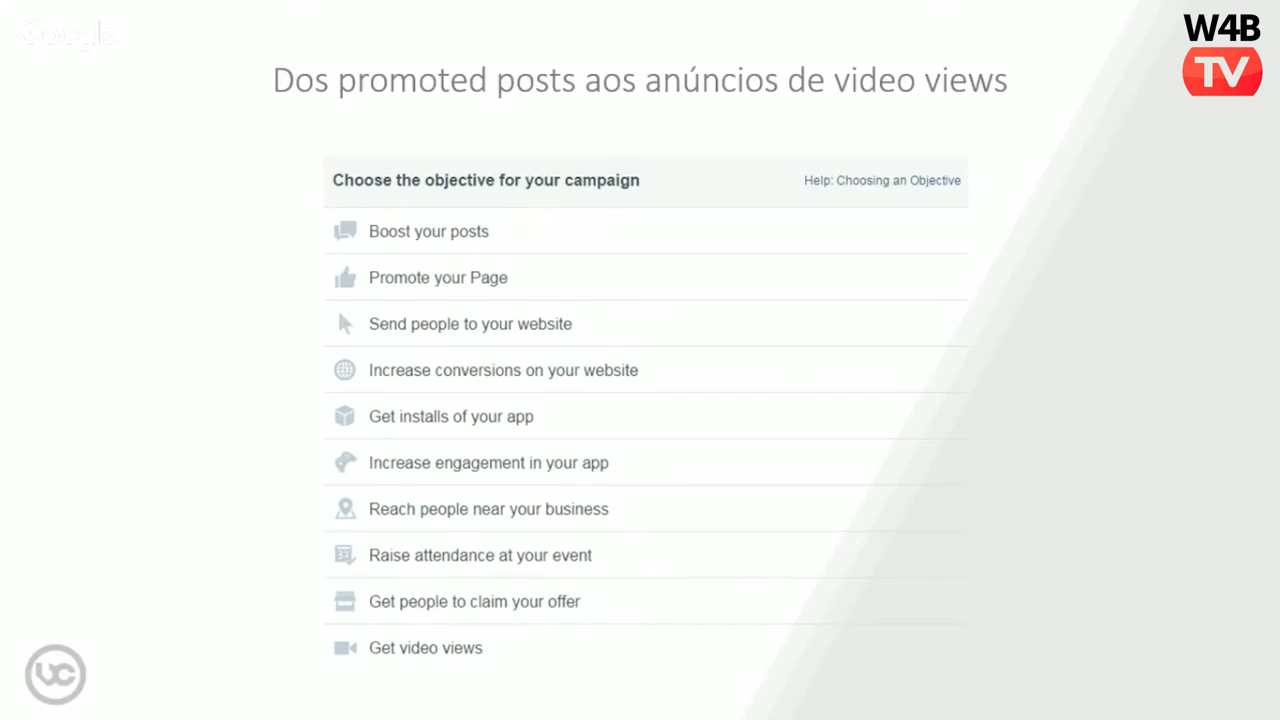 Google
W4B
TV
Dos promoted posts aos anúncios de video views
Choose the objective for your campaign
Help: Choosing an Objective
Boost your posts
Promote your Page
Send people to your website
Increase conversions on your website
Get installs of your app
Increase engagement in your app
Reach people near your business
Raise attendance at your event
Get people to claim your offer
Get video views